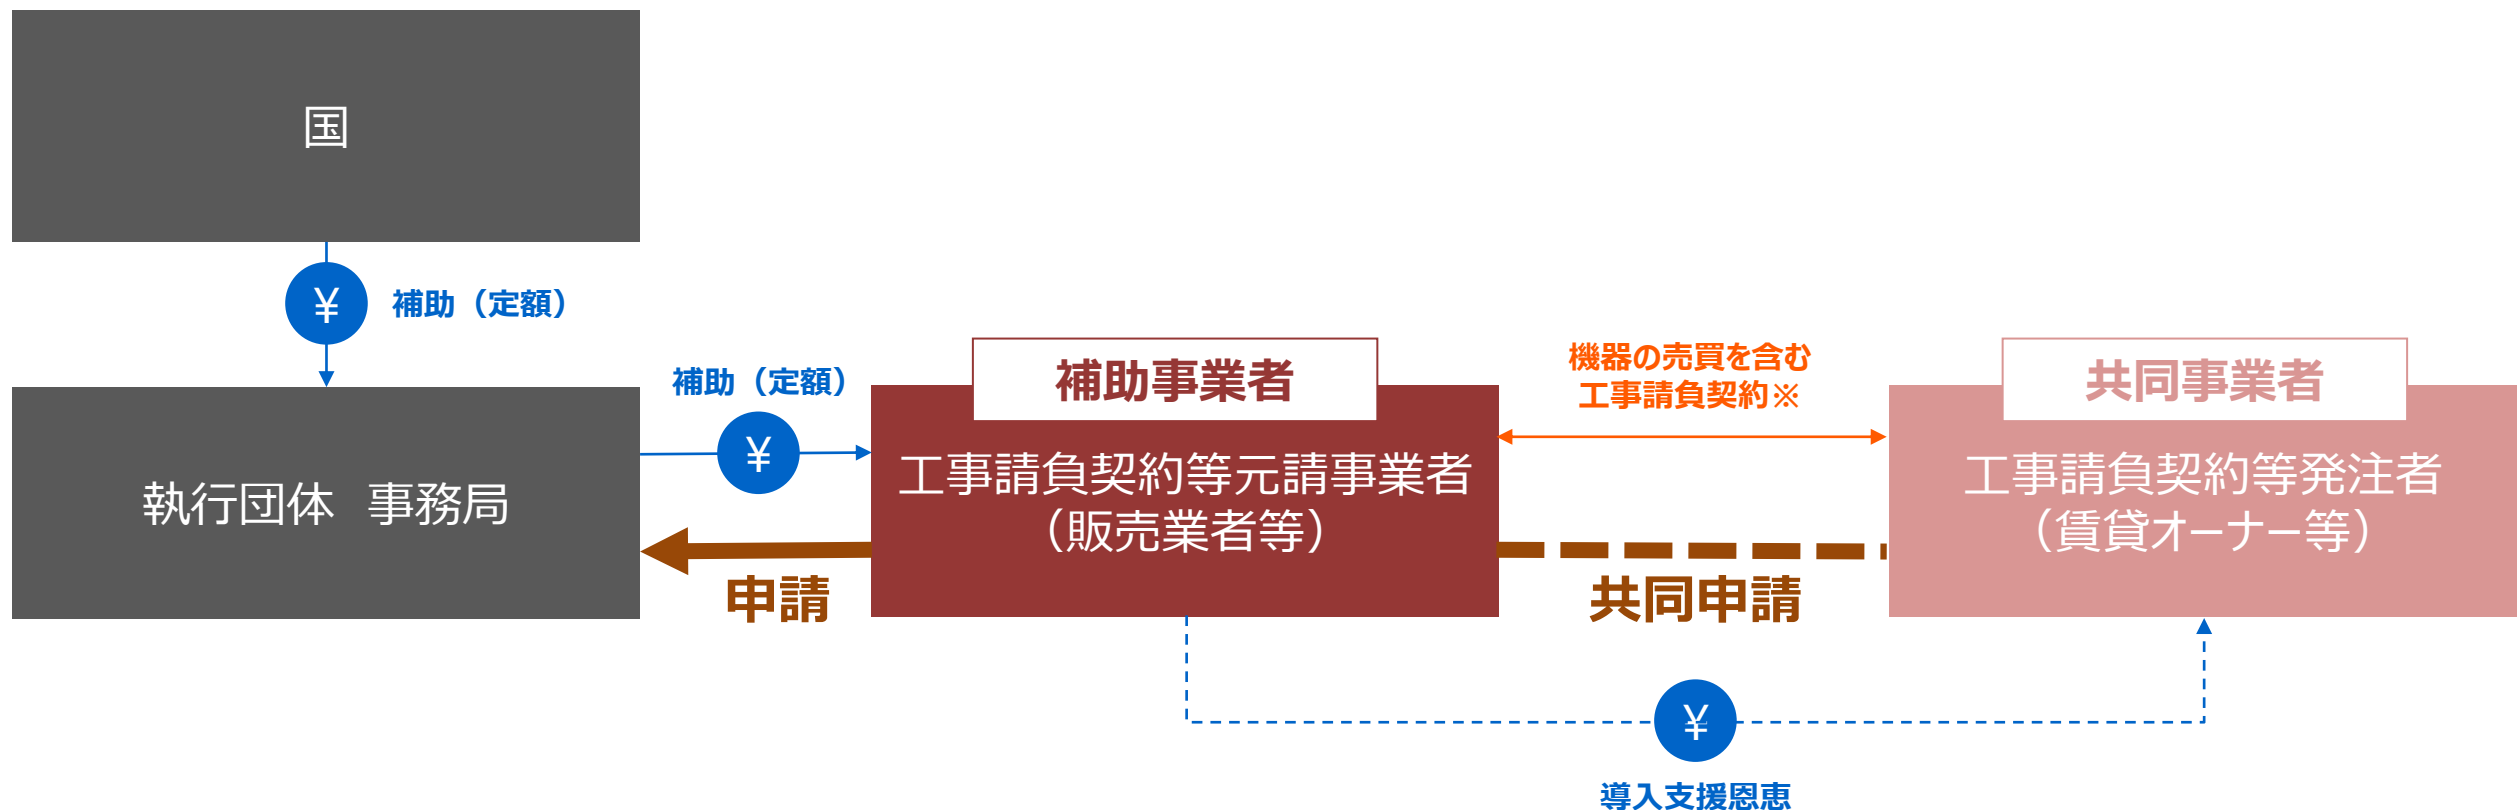 国
¥
補助（定額）
補助（定額）
¥
執行団体 事務局
申請
補助事業者
工事請負契約等元請事業者
（販売業者等）
機器の売買を含む
工事請負契約※
共同申請
共同事業者
工事請負契約等発注者
（賃貸オーナー等）
¥
導入支援恩恵